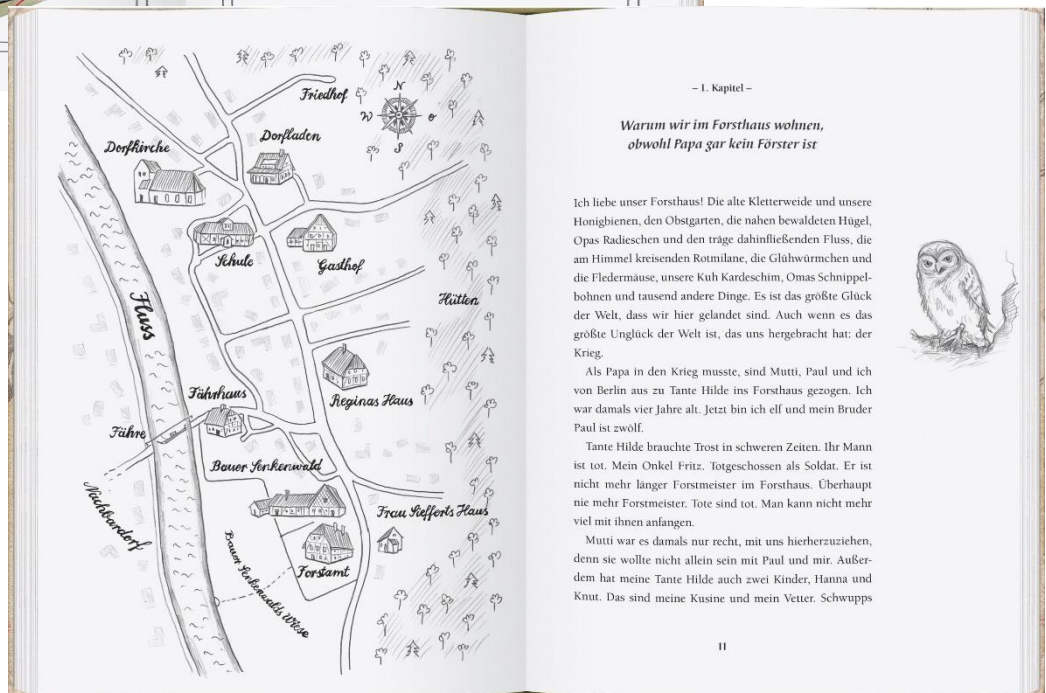 Friedhof
N
W
O
S
Dorfkirche
Dorfladen
Schule
Gasthof
Fluss
Hütten
Fährhaus
Reginas Haus
Fähre
Bauer Senkenwald
Nachbardorf
Frau Siefferts Haus
Forstamt
Bauer Senkenwalds Wiese
– 1. Kapitel –
Warum wir im Forsthaus wohnen,
obwohl Papa gar kein Förster ist
Ich liebe unser Forsthaus! Die alte Kletterweide und unsere
Honigbienen, den Obstgarten, die nahen bewaldeten Hügel,
Opas Radieschen und den träge dahinfließenden Fluss, die
am Himmel kreisenden Rotmilane, die Glühwürmchen und
die Fledermäuse, unsere Kuh Kardeschim, Omas Schnippel-
bohnen und tausend andere Dinge. Es ist das größte Glück
der Welt, dass wir hier gelandet sind. Auch wenn es das
größte Unglück der Welt ist, das uns hergebracht hat: der
Krieg.
Als Papa in den Krieg musste, sind Mutti, Paul und ich
von Berlin aus zu Tante Hilde ins Forsthaus gezogen. Ich
war damals vier Jahre alt. Jetzt bin ich elf und mein Bruder
Paul ist zwölf.
Tante Hilde brauchte Trost in schweren Zeiten. Ihr Mann
ist tot. Mein Onkel Fritz. Totgeschossen als Soldat. Er ist
nicht mehr länger Forstmeister im Forsthaus. Überhaupt
nie mehr Forstmeister. Tote sind tot. Man kann nicht mehr
viel mit ihnen anfangen.
Mutti war es damals nur recht, mit uns hierherzuziehen,
denn sie wollte nicht allein sein mit Paul und mir. Außer-
dem hat meine Tante Hilde auch zwei Kinder, Hanna und
Knut. Das sind meine Kusine und mein Vetter. Schwupps
11